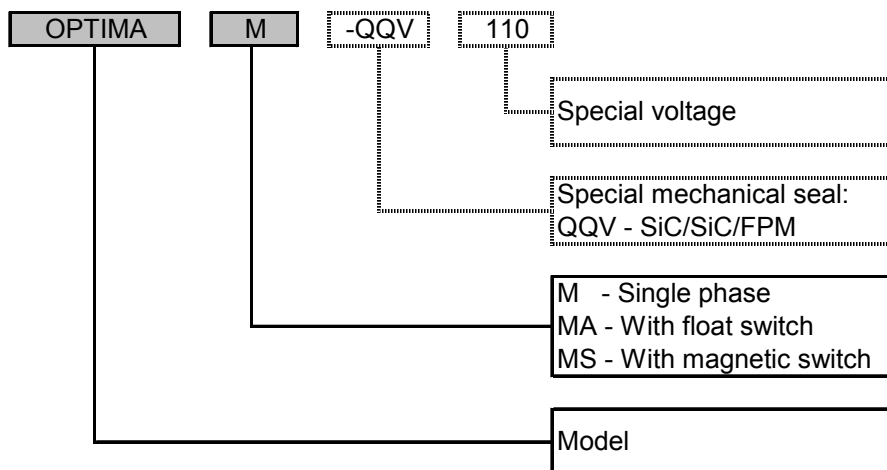 OPTIMA M -QQV 110
Special voltage
Special mechanical seal:
QQV - SiC/SiC/FPM
M - Single phase
MA - With float switch
MS - With magnetic switch
Model